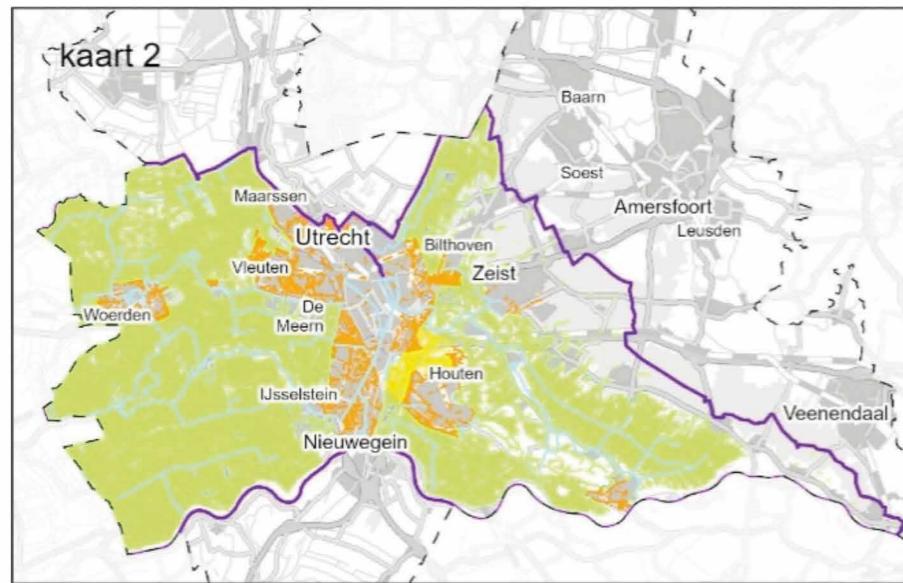 kaart 2
Baarn
Soest
Maarssen
Amersfoort
Utrecht
Leusden
Bilthoven
Vleuten
Zeist
Woerden
De
Meern
Houten
IJsselstein
Veenendaal
Nieuwegein